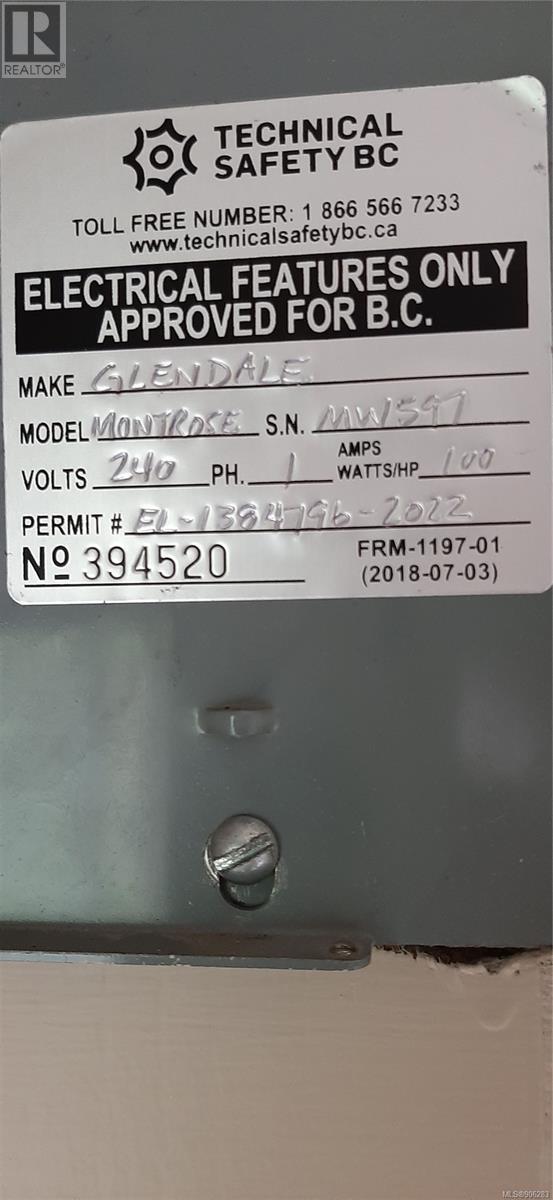 R
REALTOR®
TECHNICAL
SAFETY BC
TOLL FREE NUMBER: 1 866 566 7233
www.technicalsafetybc.ca
ELECTRICAL FEATURES ONLY
APPROVED FOR B.C.
MAKE GLENDALE
MODEL MONTROSE S.N. MW597
VOLTS 240 PH. 1 AMPS WATTS/HP 100
PERMIT # EL-1384796-2022
Nº 394520 FRM-1197-01
(2018-07-03)
MLS®906283